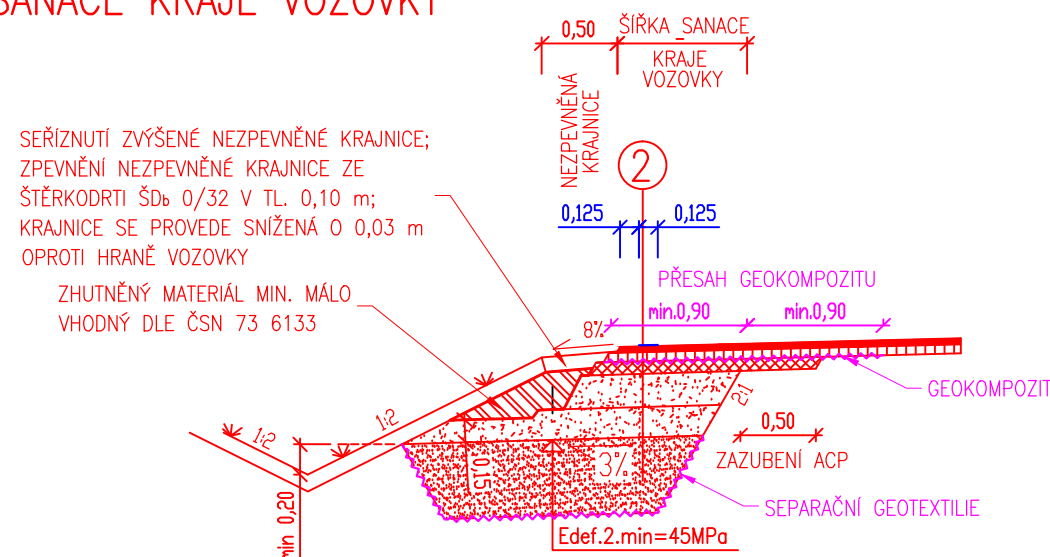 SANACE KRAJE VOZOVKY
0,50
ŠÍŘKA SANACE
KRAJE
VOZOVKY
NEZPEVNĚNÁ
KRAJNICE
SEŘÍZNUTÍ ZVÝŠENÉ NEZPEVNĚNÉ KRAJNICE;
ZPEVNĚNÍ NEZPEVNĚNÉ KRAJNICE ZE
ŠTĚRKODRTI ŠDb 0/32 V TL. 0,10 m;
KRAJNICE SE PROVEDE SNÍŽENÁ O 0,03 m
OPROTI HRANĚ VOZOVKY
2
0,125
0,125
ZHUTNĚNÝ MATERIÁL MIN. MÁLO
VHODNÝ DLE ČSN 73 6133
PŘESAH GEOKOMPOZITU
min.0,90
min.0,90
8%
GEOKOMPOZIT
2:1
1:2
1:2
0,50
ZAZUBENÍ ACP
3%
0,15
min 0,20
SEPARAČNÍ GEOTEXTILIE
Edef.2.min=45MPa